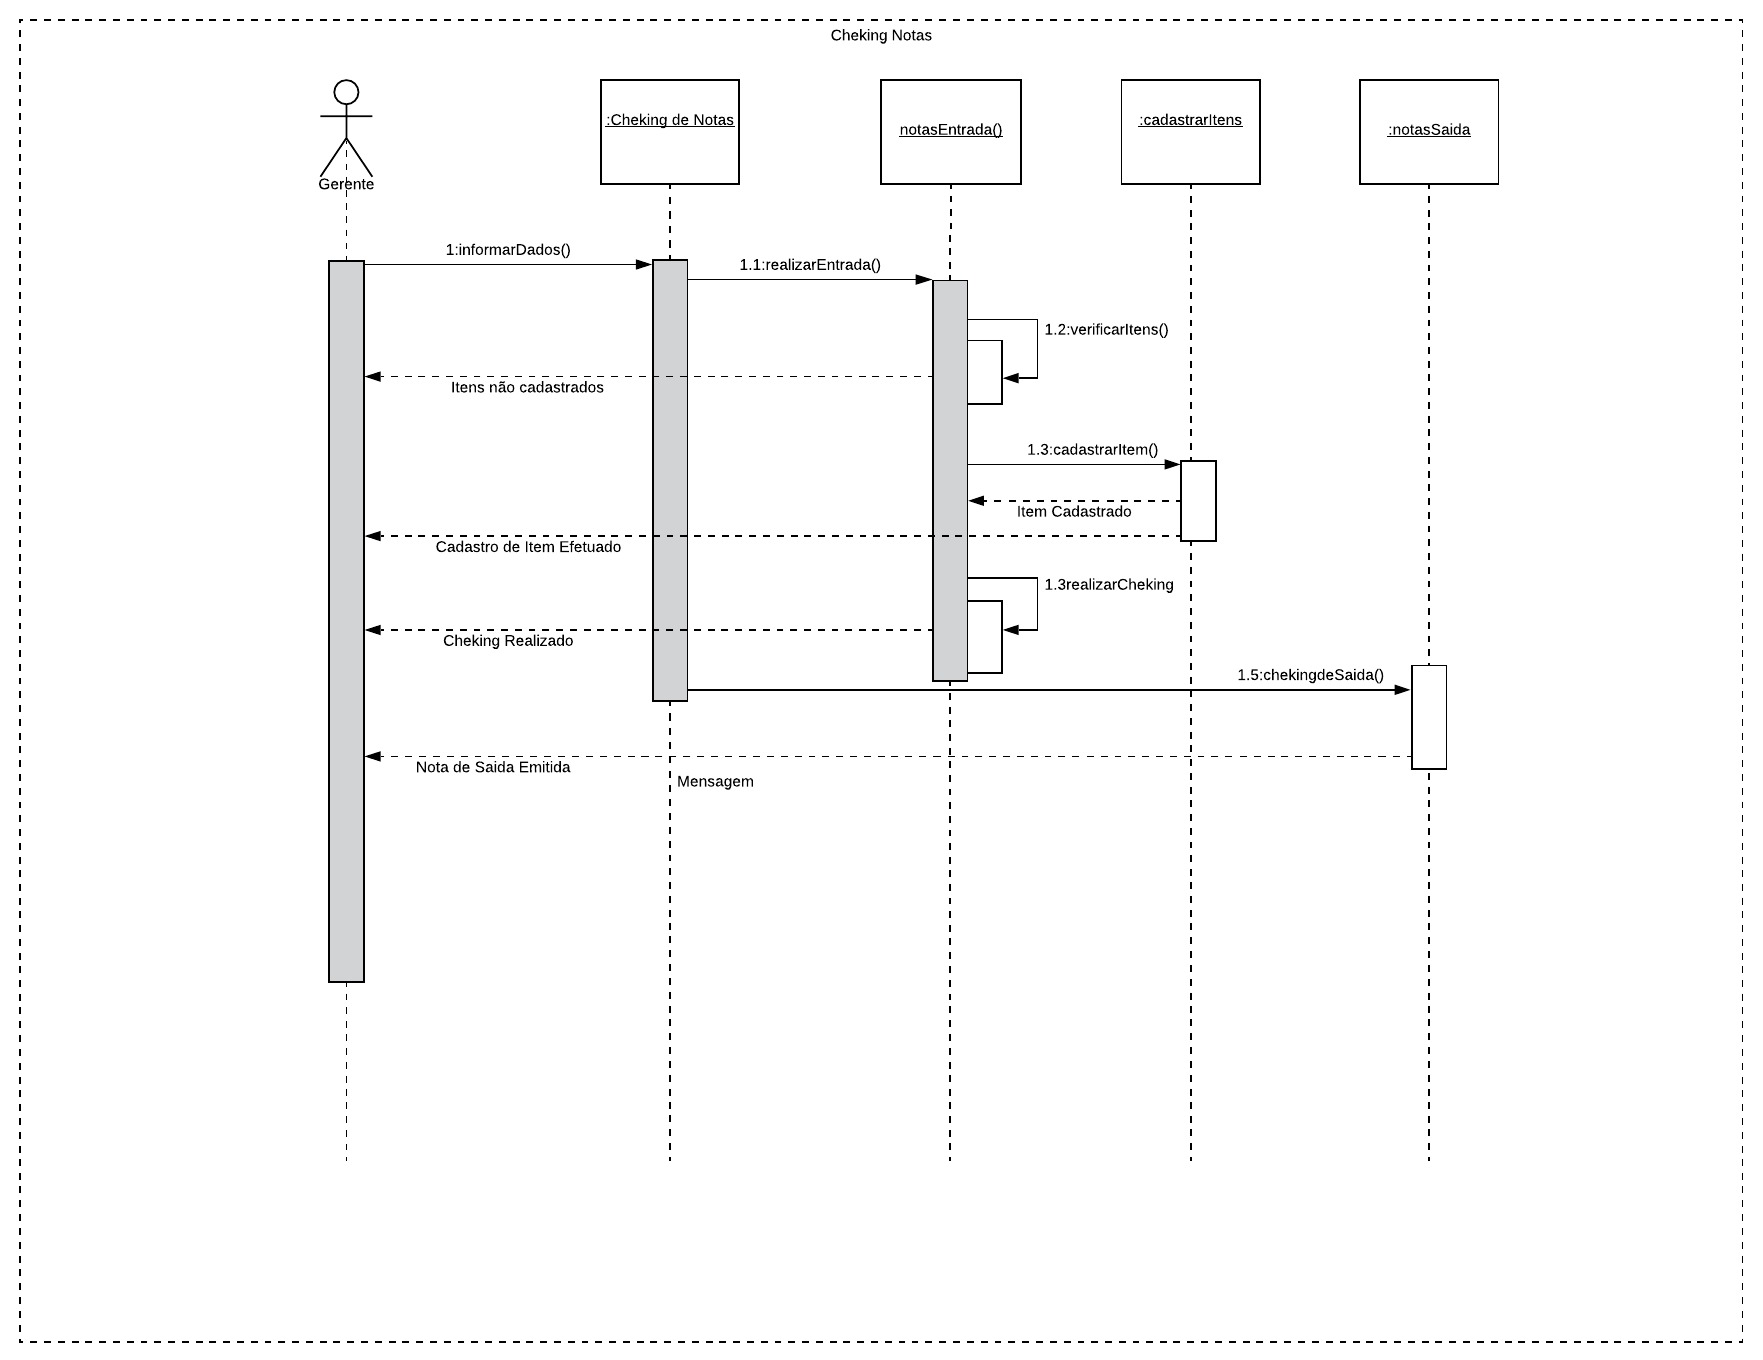 Cheking Notas
Gerente
:Cheking de Notas
notasEntrada()
:cadastrarItens
:notasSaida
1:informarDados()
1.1:realizarEntrada()
1.2:verificarItens()
Itens não cadastrados
1.3:cadastrarItem()
Item Cadastrado
Cadastro de Item Efetuado
1.3realizarCheking
Cheking Realizado
1.5:chekingdeSaida()
Nota de Saida Emitida
Mensagem